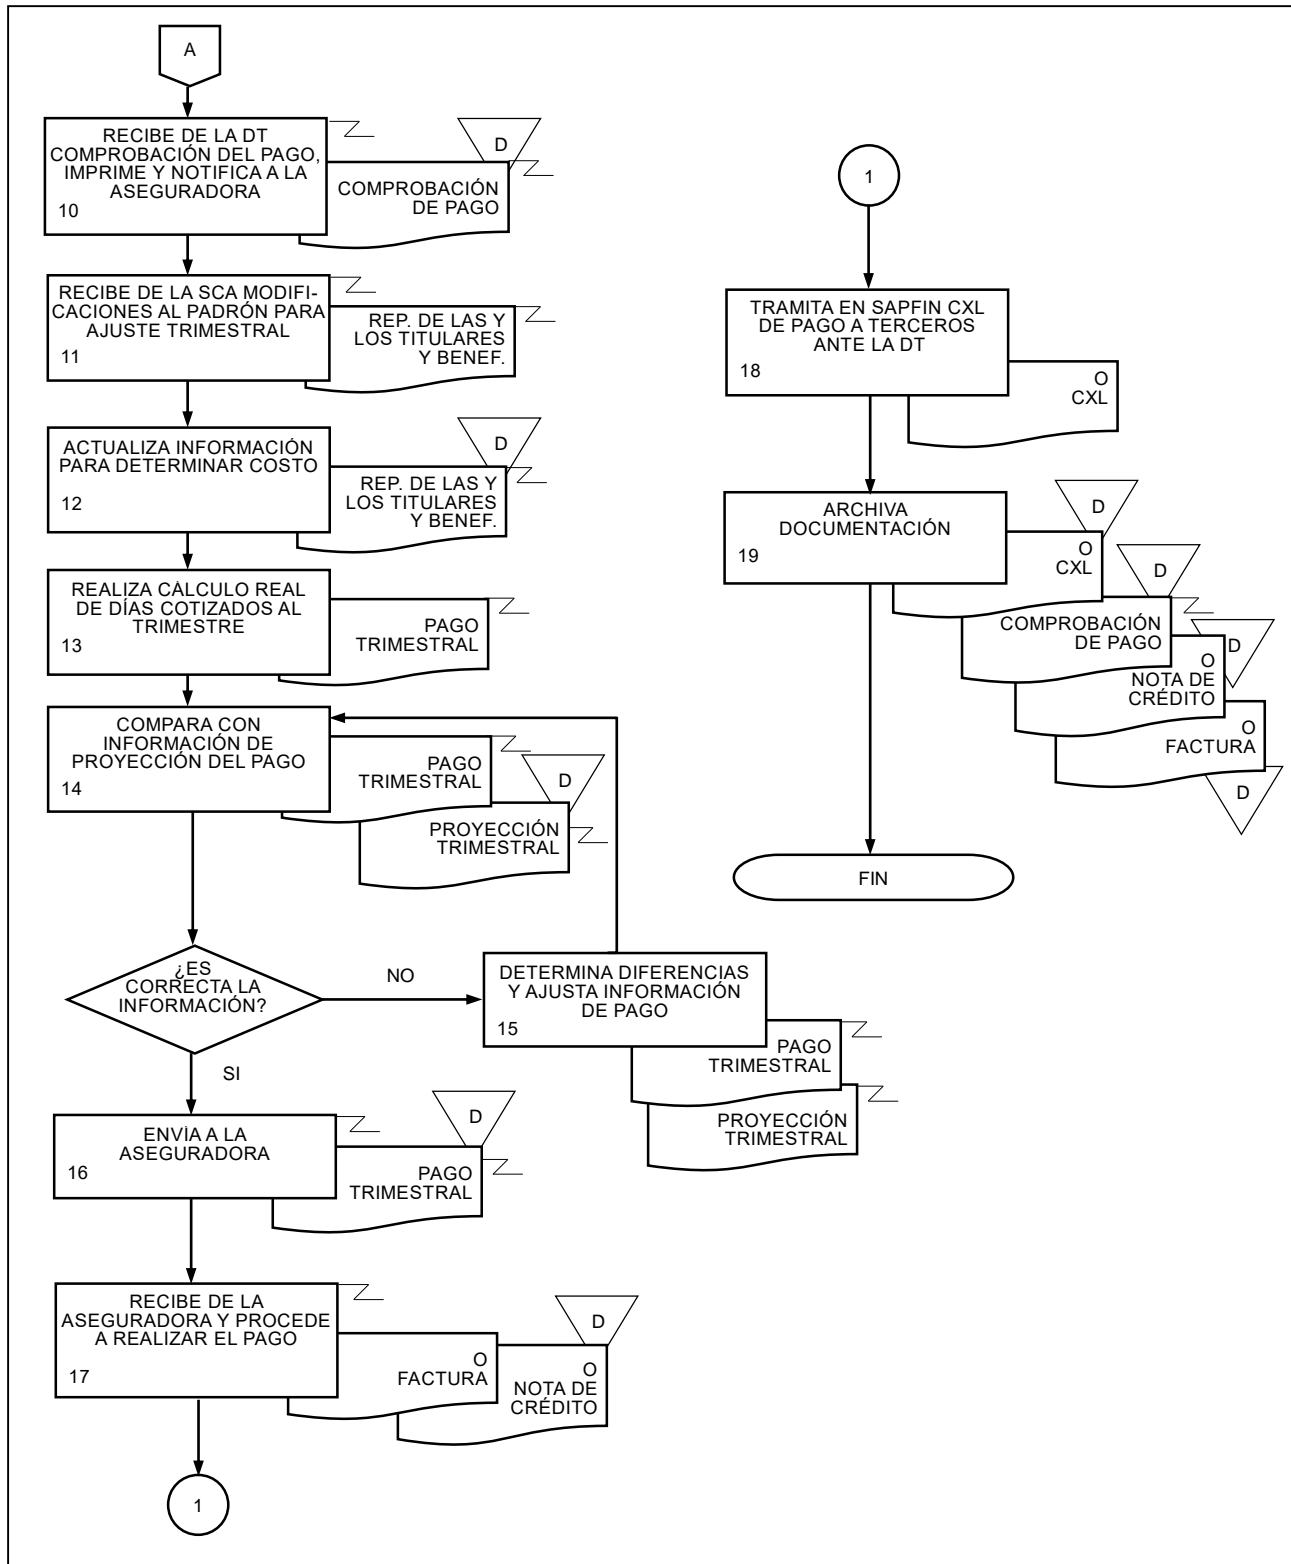 A
RECIBE DE LA DT
COMPROBACIÓN DEL PAGO,
IMPRIME Y NOTIFICA A LA
ASEGURADORA
10
D
COMPROBACIÓN
DE PAGO
RECIBE DE LA SCA MODIFI-
CACIONES AL PADRÓN PARA
AJUSTE TRIMESTRAL
11
REP. DE LAS Y
LOS TITULARES
Y BENEF.
ACTUALIZA INFORMACIÓN
PARA DETERMINAR COSTO
12
D
REP. DE LAS Y
LOS TITULARES
Y BENEF.
REALIZA CÁLCULO REAL
DE DÍAS COTIZADOS AL
TRIMESTRE
13
PAGO
TRIMESTRAL
COMPARA CON
INFORMACIÓN DE
PROYECCIÓN DEL PAGO
14
PAGO
TRIMESTRAL
D
PROYECCIÓN
TRIMESTRAL
¿ES
CORRECTA LA
INFORMACIÓN?
NO
DETERMINA DIFERENCIAS
Y AJUSTA INFORMACIÓN
DE PAGO
15
PAGO
TRIMESTRAL
PROYECCIÓN
TRIMESTRAL
SI
ENVÍA A LA
ASEGURADORA
16
D
PAGO
TRIMESTRAL
RECIBE DE LA
ASEGURADORA Y PROCEDE
A REALIZAR EL PAGO
17
O
FACTURA
D
O
NOTA DE
CRÉDITO
1
1
TRAMITA EN SAPFIN CXL
DE PAGO A TERCEROS
ANTE LA DT
18
O
CXL
ARCHIVA
DOCUMENTACIÓN
19
D
O
CXL
D
COMPROBACIÓN
DE PAGO
D
O
NOTA DE
CRÉDITO
O
FACTURA
D
FIN